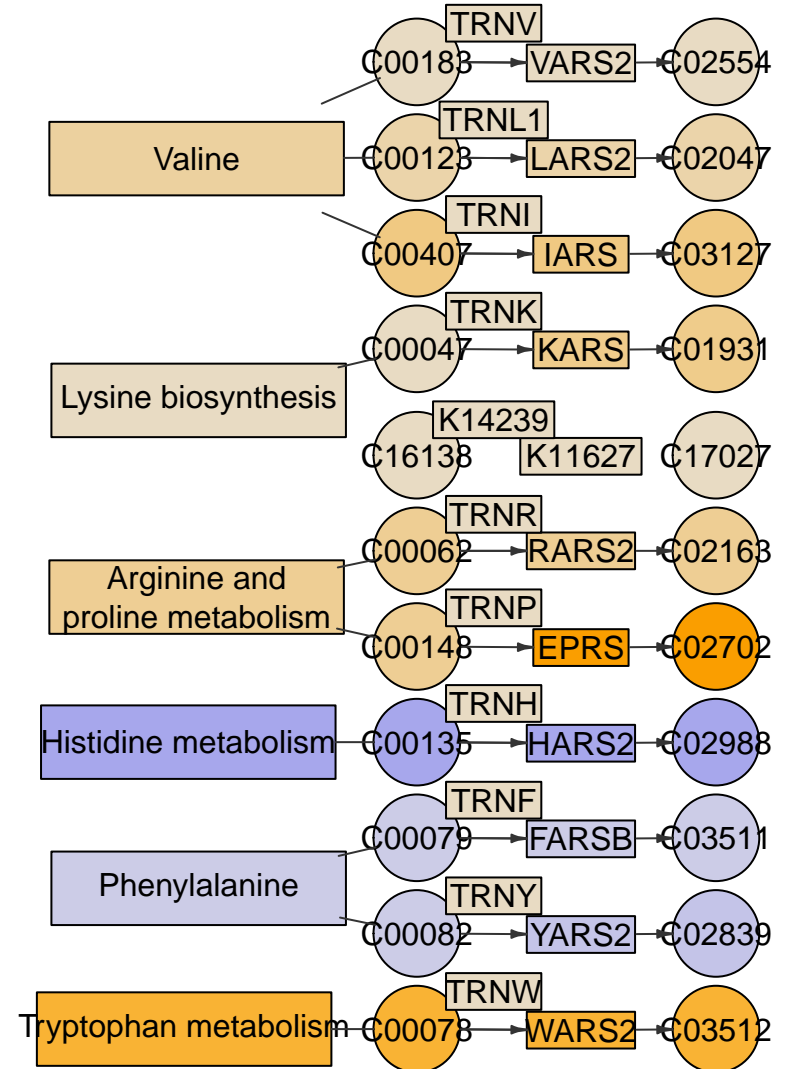 TRNV
C00183 VARS2 C02554
TRNL1
Valine C00123 LARS2 C02047
TRNI
C00407 IARS C03127
TRNK
C00047 KARS C01931
Lysine biosynthesis
K14239
C16138 K11627 C17027
TRNR
C00062 RARS2 C02163
Arginine and
proline metabolism
TRNP
C00148 EPRS C02702
TRNH
Histidine metabolism C00135 HARS2 C02988
TRNF
C00079 FARSB C03511
Phenylalanine
TRNY
C00082 YARS2 C02839
TRNW
Tryptophan metabolism C00078 WARS2 C03512